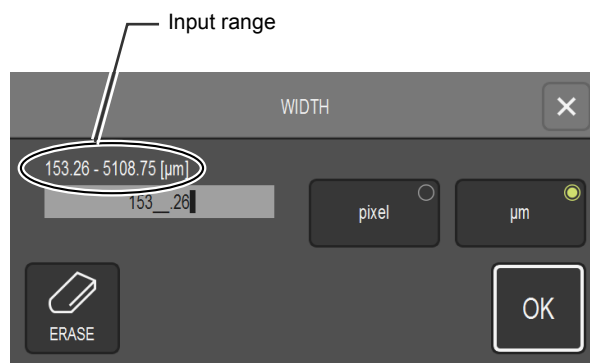 Input range
WIDTH
153.26 - 5108.75 [µm]
153__.26
pixel
µm
ERASE
OK